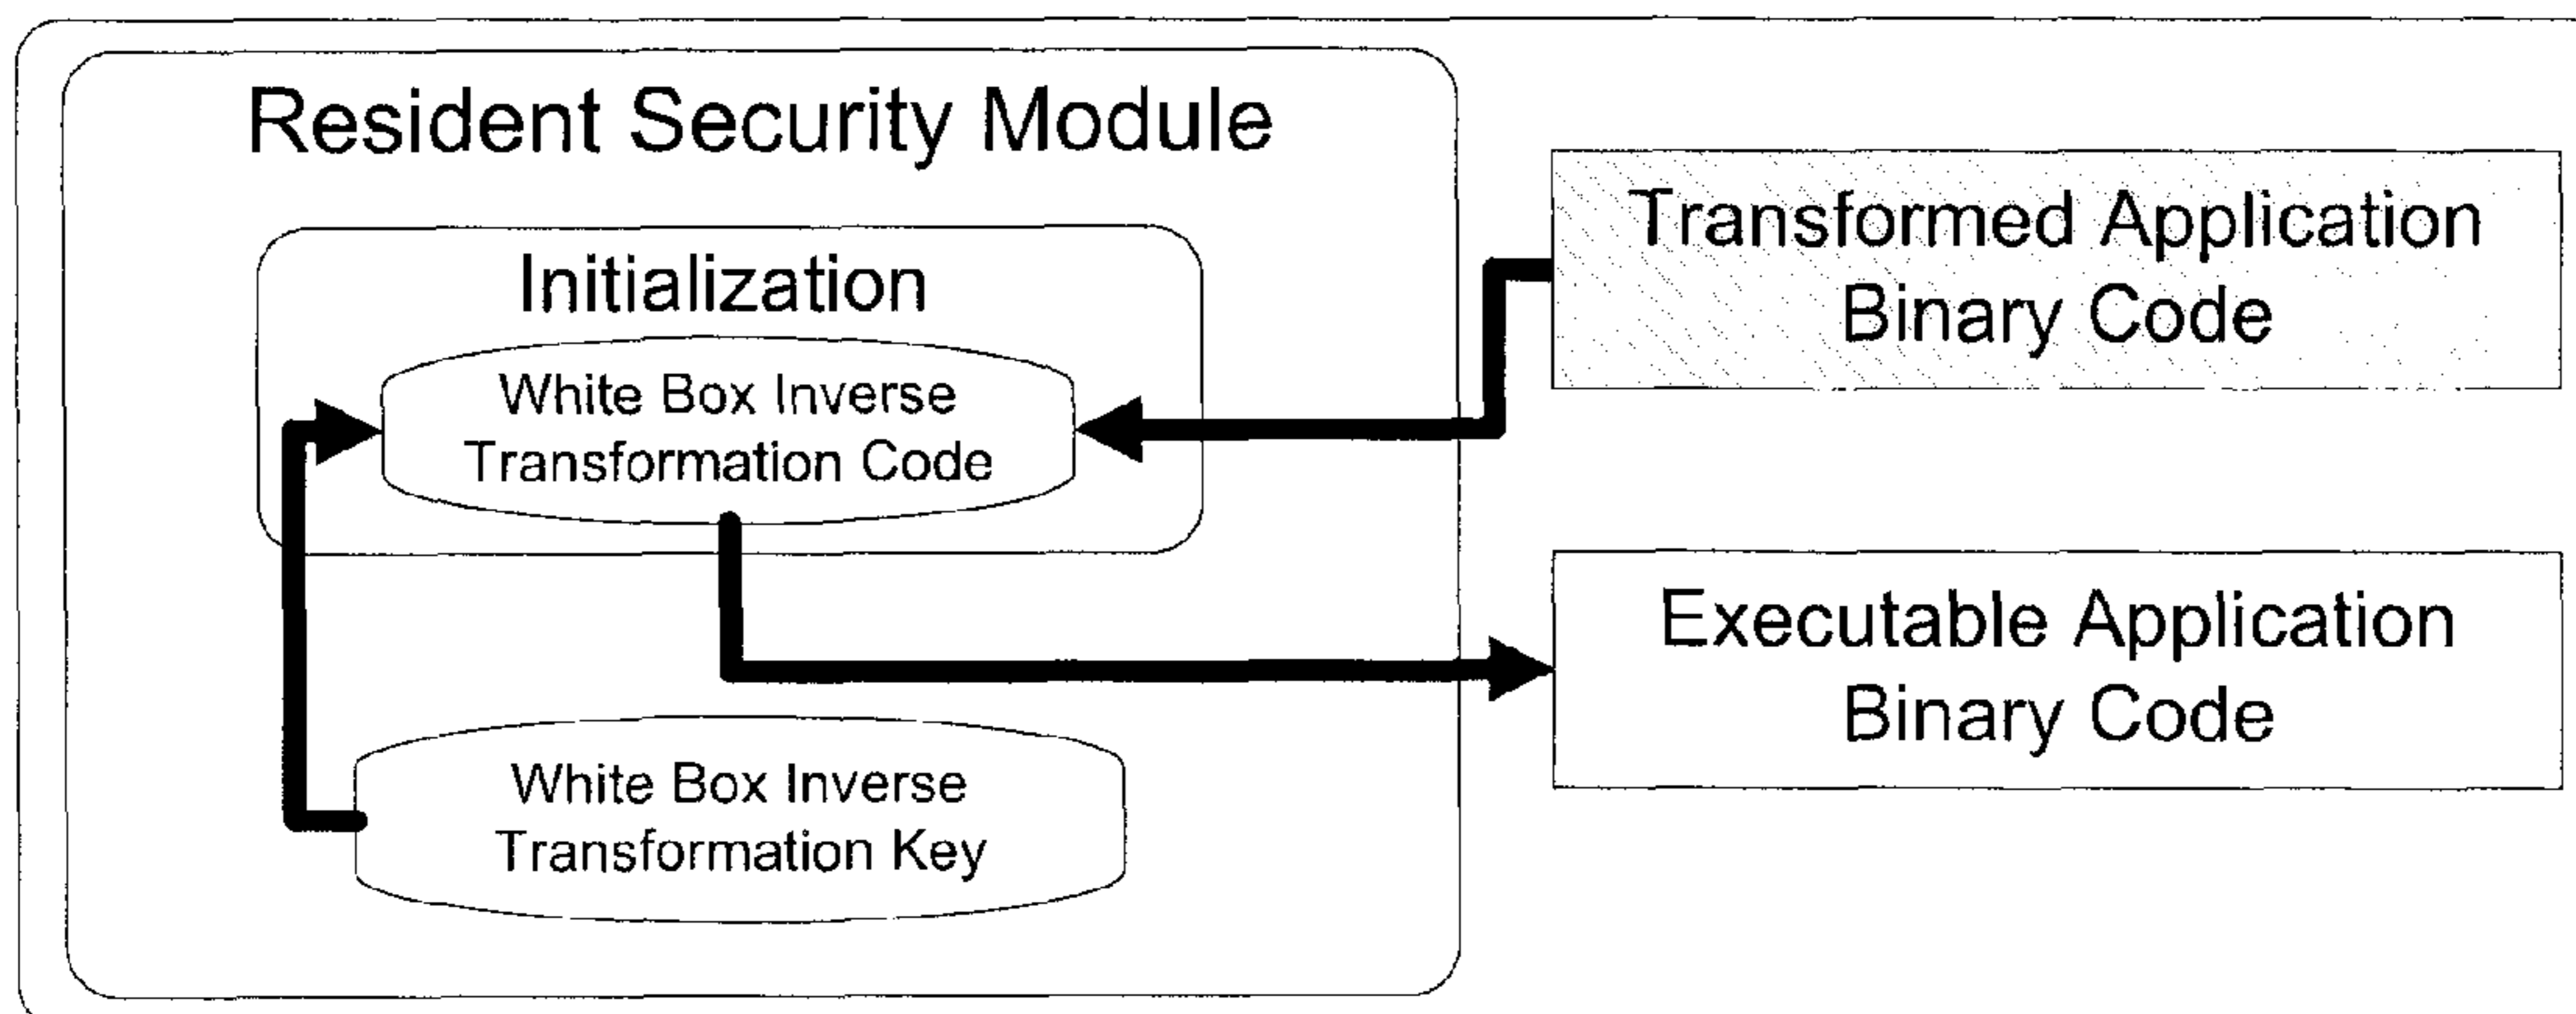 Resident Security Module
Initialization
White Box Inverse
Transformation Code
White Box Inverse
Transformation Key
Transformed Application
Binary Code
Executable Application
Binary Code